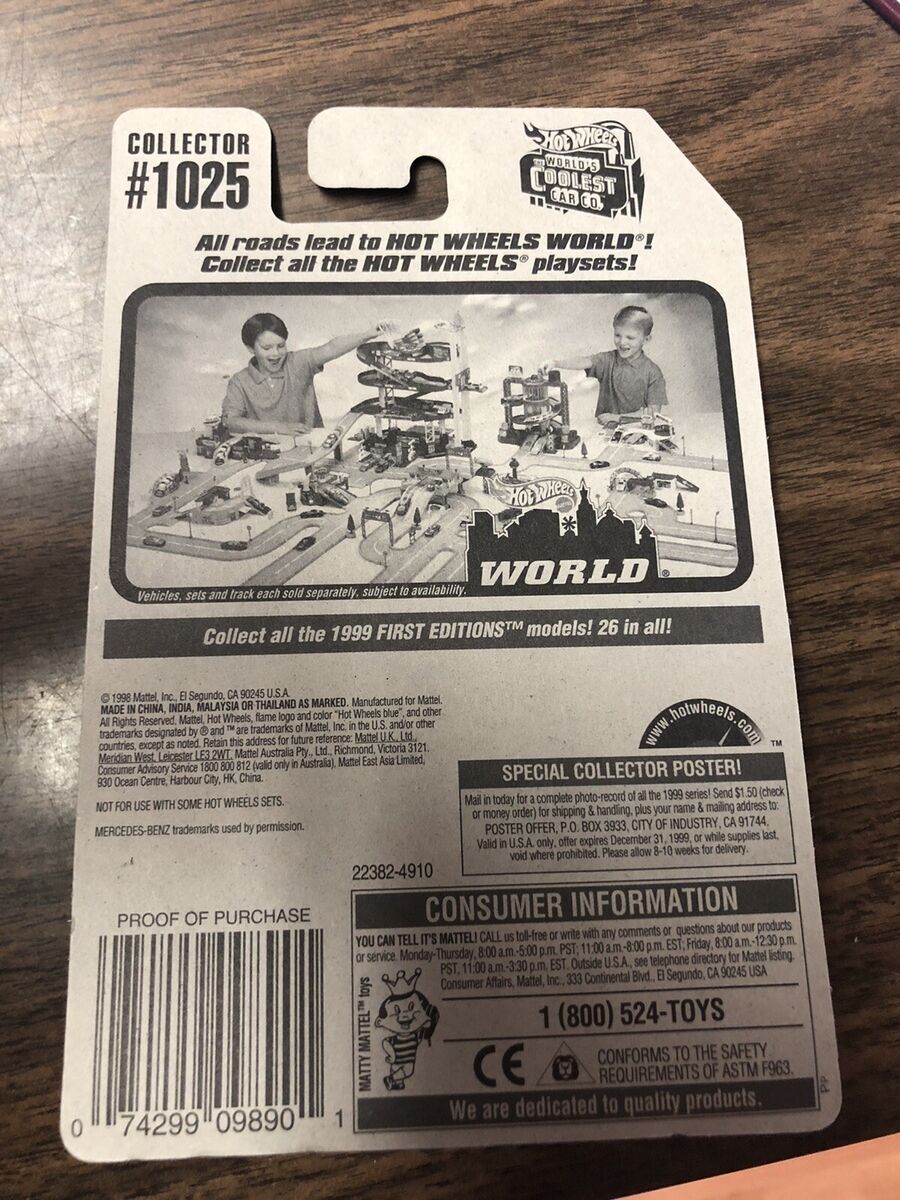 COLLECTOR
#1025
HOT WHEELS
THE WORLD'S
COOLEST
CAR CO.
All roads lead to HOT WHEELS WORLD®!
Collect all the HOT WHEELS® playsets!
HOT WHEELS
WORLD®
Vehicles, sets and track each sold separately, subject to availability.
Collect all the 1999 FIRST EDITIONS™ models! 26 in all!
© 1998 Mattel, Inc., El Segundo, CA 90245 U.S.A.
MADE IN CHINA, INDIA, MALAYSIA OR THAILAND AS MARKED. Manufactured for Mattel.
All Rights Reserved. Mattel, Hot Wheels, flame logo and color "Hot Wheels blue", and other
trademarks designated by ® and ™ are trademarks of Mattel, Inc. in the U.S. and/or other
countries, except as noted. Retain this address for future reference: Mattel U.K., Ltd.,
Meridian West, Leicester LE3 2WT. Mattel Australia Pty., Ltd., Richmond, Victoria 3121.
Consumer Advisory Service 1800 800 812 (valid only in Australia). Mattel East Asia Limited,
930 Ocean Centre, Harbour City, HK, China.
NOT FOR USE WITH SOME HOT WHEELS SETS.
MERCEDES-BENZ trademarks used by permission.
www.hotwheels.com
TM
SPECIAL COLLECTOR POSTER!
Mail in today for a complete photo-record of all the 1999 series! Send $1.50 (check
or money order) for shipping & handling, plus your name & mailing address to:
POSTER OFFER, P.O. BOX 3933, CITY OF INDUSTRY, CA 91744.
Valid in U.S.A. only, offer expires December 31, 1999, or while supplies last,
void where prohibited. Please allow 8-10 weeks for delivery.
22382-4910
PROOF OF PURCHASE
0 74299 09890 1
CONSUMER INFORMATION
YOU CAN TELL IT'S MATTEL! CALL us toll-free or write with any comments or questions about our products
or service. Monday-Thursday, 8:00 a.m.-5:00 p.m. PST; 11:00 a.m.-8:00 p.m. EST; Friday, 8:00 a.m.-12:30 p.m.
PST, 11:00 a.m.-3:30 p.m. EST. Outside U.S.A., see telephone directory for Mattel listing.
Consumer Affairs, Mattel, Inc., 333 Continental Blvd., El Segundo, CA 90245 USA
MATTY MATTEL™ toys
1 (800) 524-TOYS
CE
CONFORMS TO THE SAFETY
REQUIREMENTS OF ASTM F963.
We are dedicated to quality products.
PP